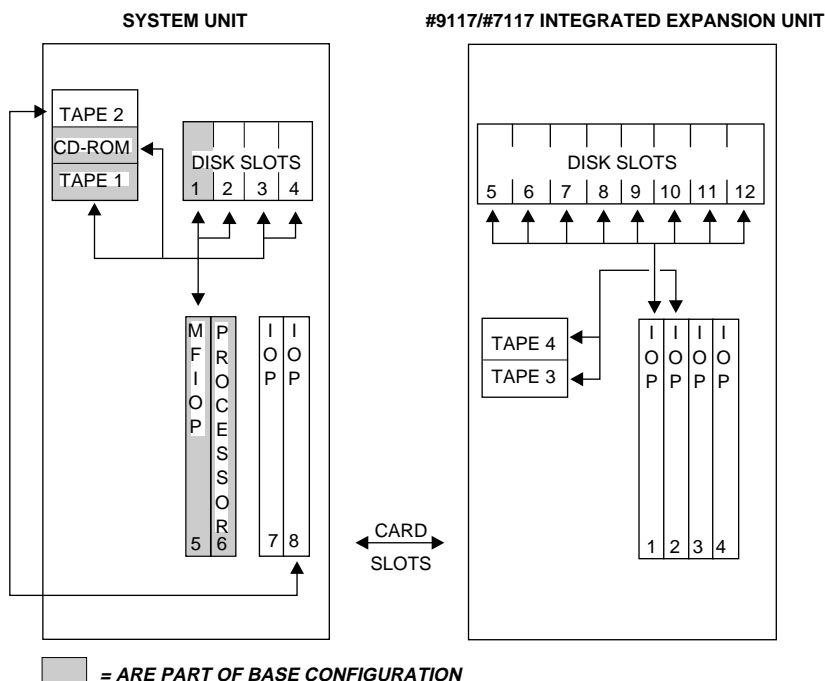 SYSTEM UNIT
#9117/#7117 INTEGRATED EXPANSION UNIT
TAPE 2
CD-ROM
TAPE 1
DISK SLOTS
1 2 3 4
DISK SLOTS
5 6 7 8 9 10 11 12
MFIOP
PROCESSOR
IOP
IOP
5 6 7 8
CARD
SLOTS
TAPE 4
TAPE 3
IOP
IOP
IOP
IOP
1 2 3 4
= ARE PART OF BASE CONFIGURATION